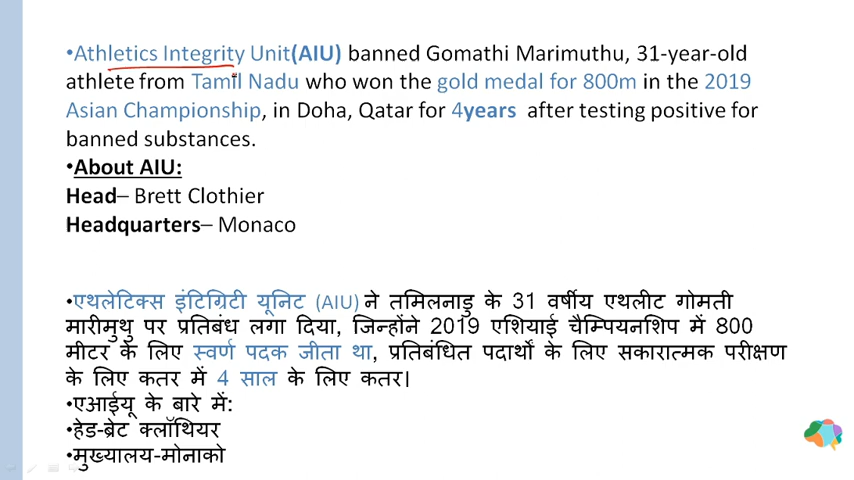 •Athletics Integrity Unit(AIU) banned Gomathi Marimuthu, 31-year-old
athlete from Tamil Nadu who won the gold medal for 800m in the 2019
Asian Championship, in Doha, Qatar for 4years after testing positive for
banned substances.
•About AIU:
Head– Brett Clothier
Headquarters– Monaco
•एथलेटिक्स इंटिग्रिटी यूनिट (AIU) ने तमिलनाडु के 31 वर्षीय एथलीट गोमती
मारीमुथु पर प्रतिबंध लगा दिया, जिन्होंने 2019 एशियाई चैम्पियनशिप में 800
मीटर के लिए स्वर्ण पदक जीता था, प्रतिबंधित पदार्थों के लिए सकारात्मक परीक्षण
के लिए कतर में 4 साल के लिए कतर।
•एआईयू के बारे में:
•हेड-ब्रेट क्लॉथियर
•मुख्यालय-मोनाको